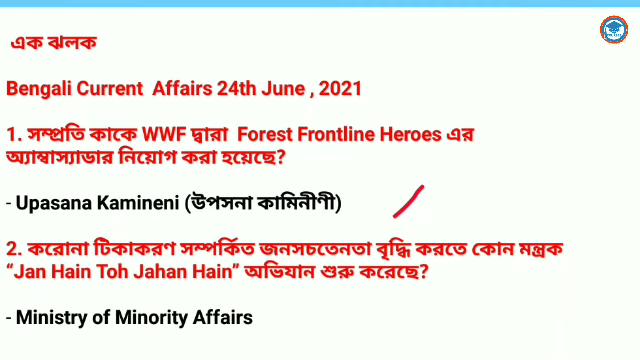 এক ঝলক
Bengali Current Affairs 24th June , 2021
1. সম্প্রতি কাকে WWF দ্বারা Forest Frontline Heroes এর
অ্যাম্বাস্যাডার নিয়োগ করা হয়েছে?
- Upasana Kamineni (উপসনা কামিনীণী)
2. করোনা টিকাকরণ সম্পর্কিত জনসচতেনতা বৃদ্ধি করতে কোন মন্ত্রক
“Jan Hain Toh Jahan Hain” অভিযান শুরু করেছে?
- Ministry of Minority Affairs